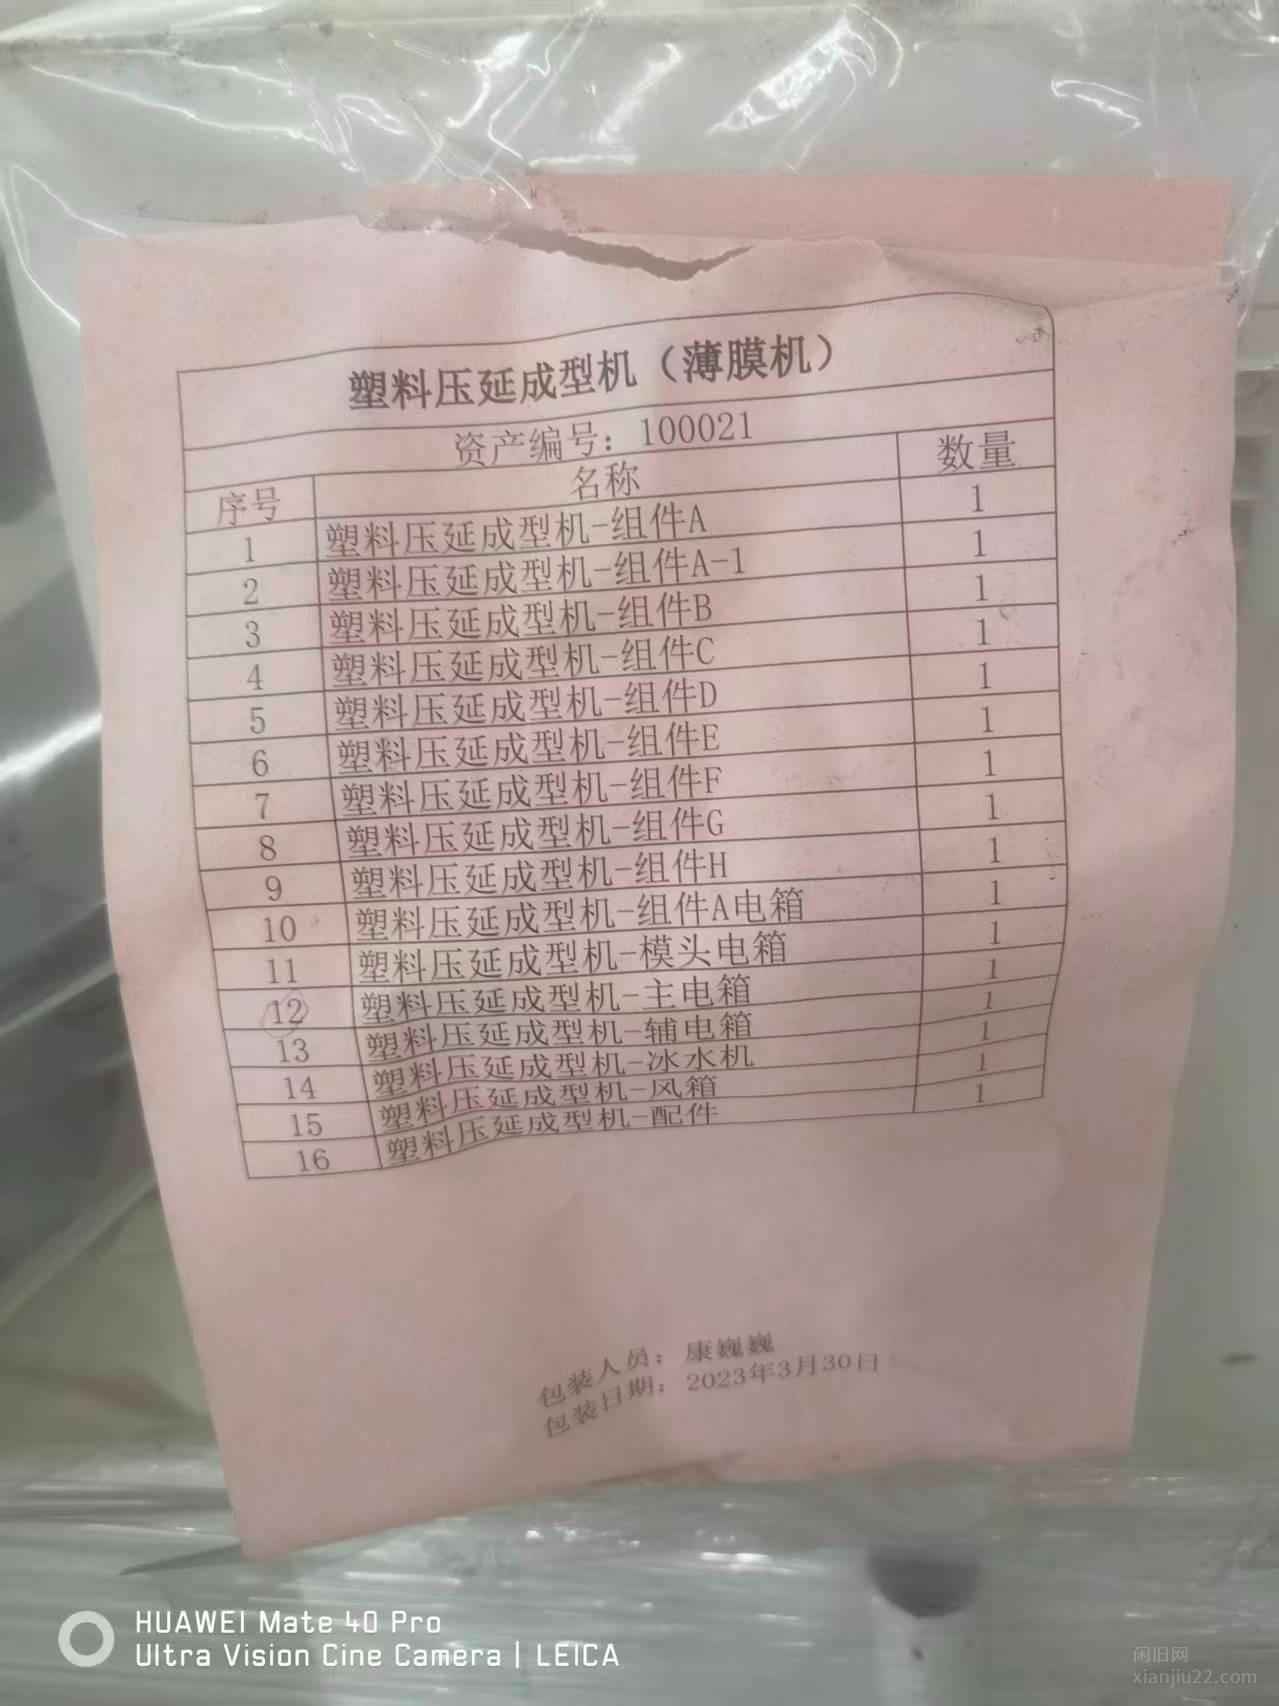 塑料压延成型机（薄膜机）
资产编号：100021
序号 名称 数量
1 塑料压延成型机-组件A 1
2 塑料压延成型机-组件A-1 1
3 塑料压延成型机-组件B 1
4 塑料压延成型机-组件C 1
5 塑料压延成型机-组件D 1
6 塑料压延成型机-组件E 1
7 塑料压延成型机-组件F 1
8 塑料压延成型机-组件G 1
9 塑料压延成型机-组件H 1
10 塑料压延成型机-组件A电箱 1
11 塑料压延成型机-模头电箱 1
12 塑料压延成型机-主电箱 1
13 塑料压延成型机-辅电箱 1
14 塑料压延成型机-冰水机 1
15 塑料压延成型机-风箱 1
16 塑料压延成型机-配件 1
包装人员：康巍巍
包装日期：2023年3月30日
HUAWEI Mate 40 Pro
Ultra Vision Cine Camera | LEICA
闲旧网
xianjiu22.com